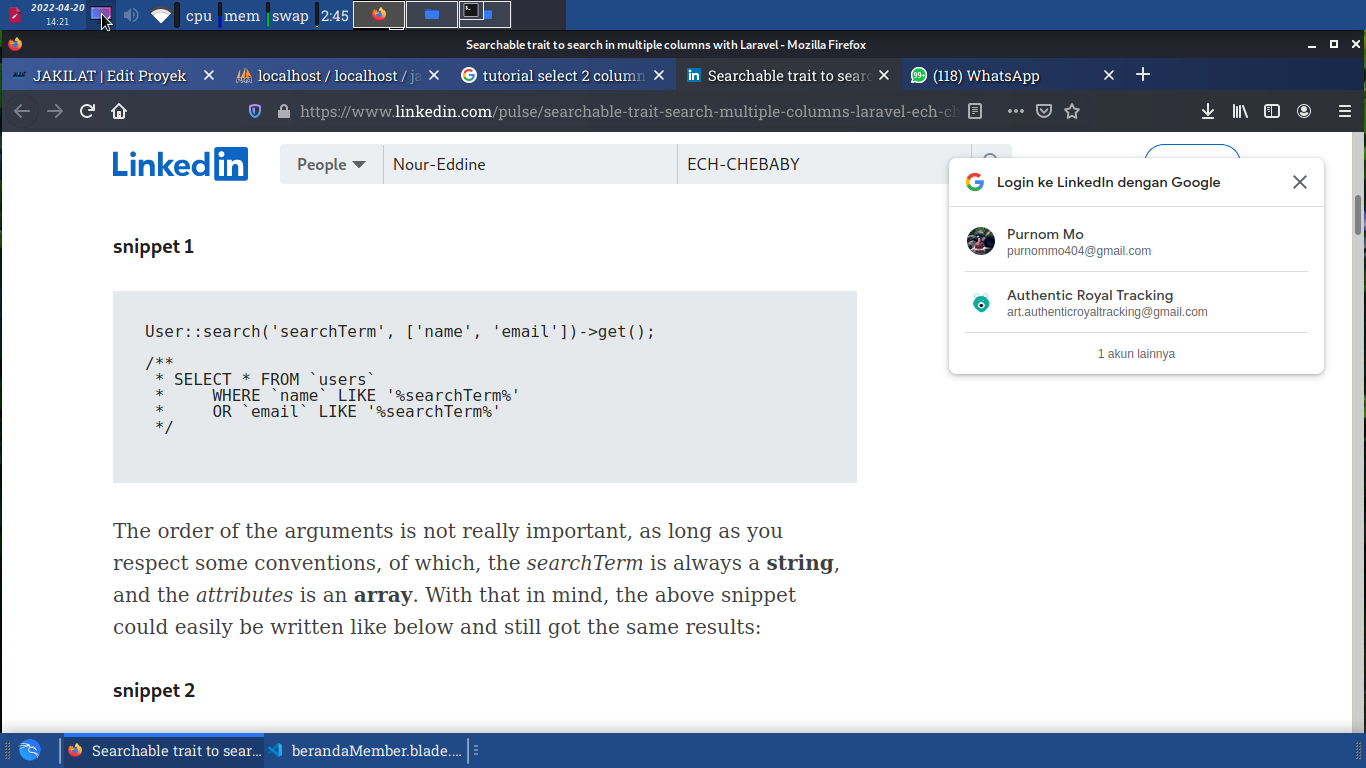 2022-04-20
14:21
cpu
mem
swap
2:45
Searchable trait to search in multiple columns with Laravel - Mozilla Firefox
JAKILAT | Edit Proyek
localhost / localhost / ja
tutorial select 2 column
Searchable trait to sear
99+
(118) WhatsApp
https://www.linkedin.com/pulse/searchable-trait-search-multiple-columns-laravel-ech-ch
Linkedin
People
Nour-Eddine
ECH-CHEBABY
Login ke LinkedIn dengan Google
Purnom Mo
purnommo404@gmail.com
Authentic Royal Tracking
art.authenticroyaltracking@gmail.com
1 akun lainnya
snippet 1
User::search('searchTerm', ['name', 'email'])->get();
/**
* SELECT * FROM `users`
* WHERE `name` LIKE '%searchTerm%'
* OR `email` LIKE '%searchTerm%'
*/
The order of the arguments is not really important, as long as you
respect some conventions, of which, the searchTerm is always a string,
and the attributes is an array. With that in mind, the above snippet
could easily be written like below and still got the same results:
snippet 2
Searchable trait to sear...
berandaMember.blade....